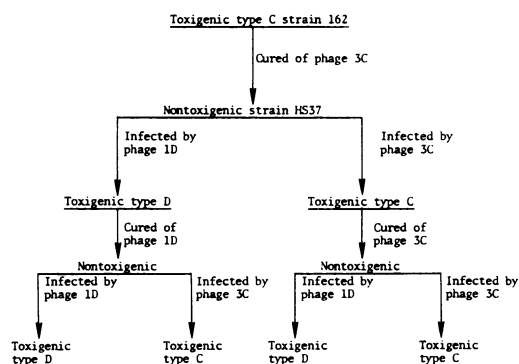 Toxigenic type C strain 162
Cured of phage 3C
Nontoxigenic strain HS37
Infected by
phage 1D
Infected by
phage 3C
Toxigenic type D
Toxigenic type C
Cured of
phage 1D
Cured of
phage 3C
Nontoxigenic
Nontoxigenic
Infected by
phage 1D
Infected by
phage 3C
Infected by
phage 1D
Infected by
phage 3C
Toxigenic
type D
Toxigenic
type C
Toxigenic
type D
Toxigenic
type C